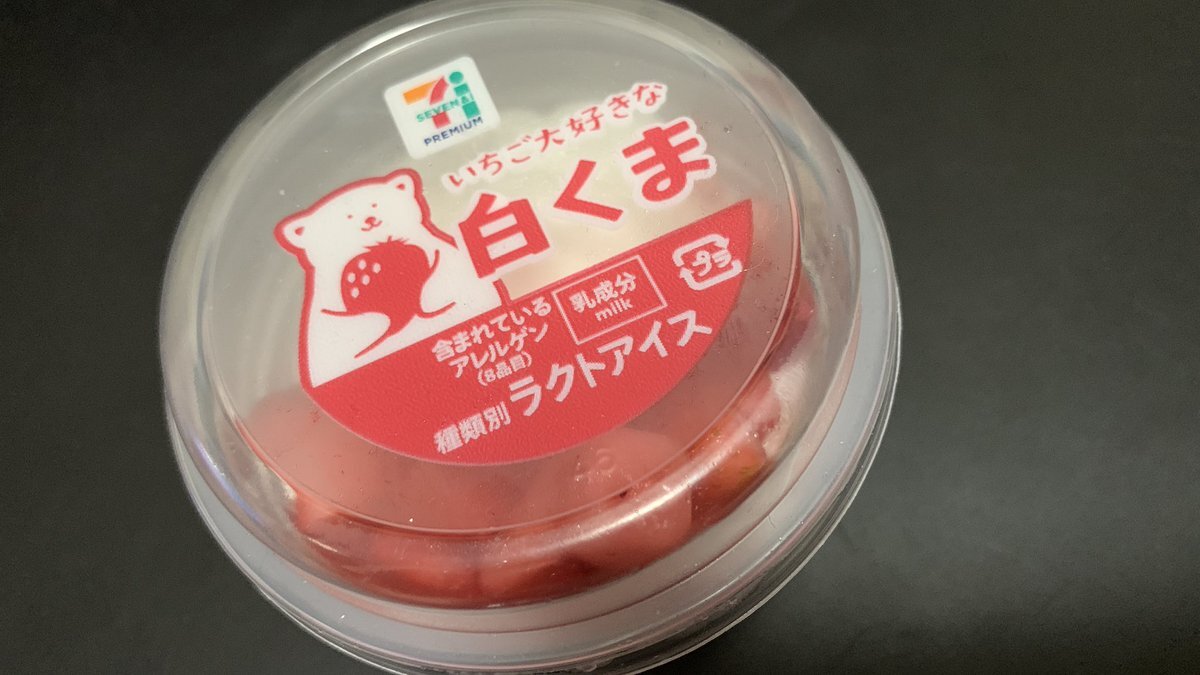 SEVEN&i
PREMIUM
いちご大好きな
白くま
プラ
含まれている
アレルゲン
(8品目)
乳成分
milk
種類別 ラクトアイス